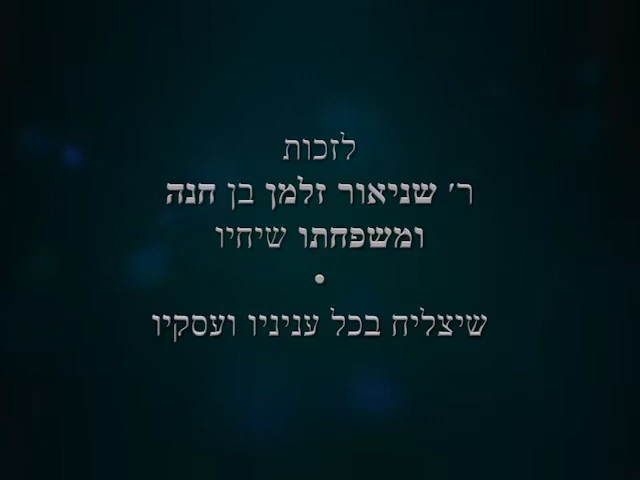 לזכות
ר' שניאור זלמן בן חנה
ומשפחתו שיחיו
•
שיצליח בכל עניניו ועסקיו